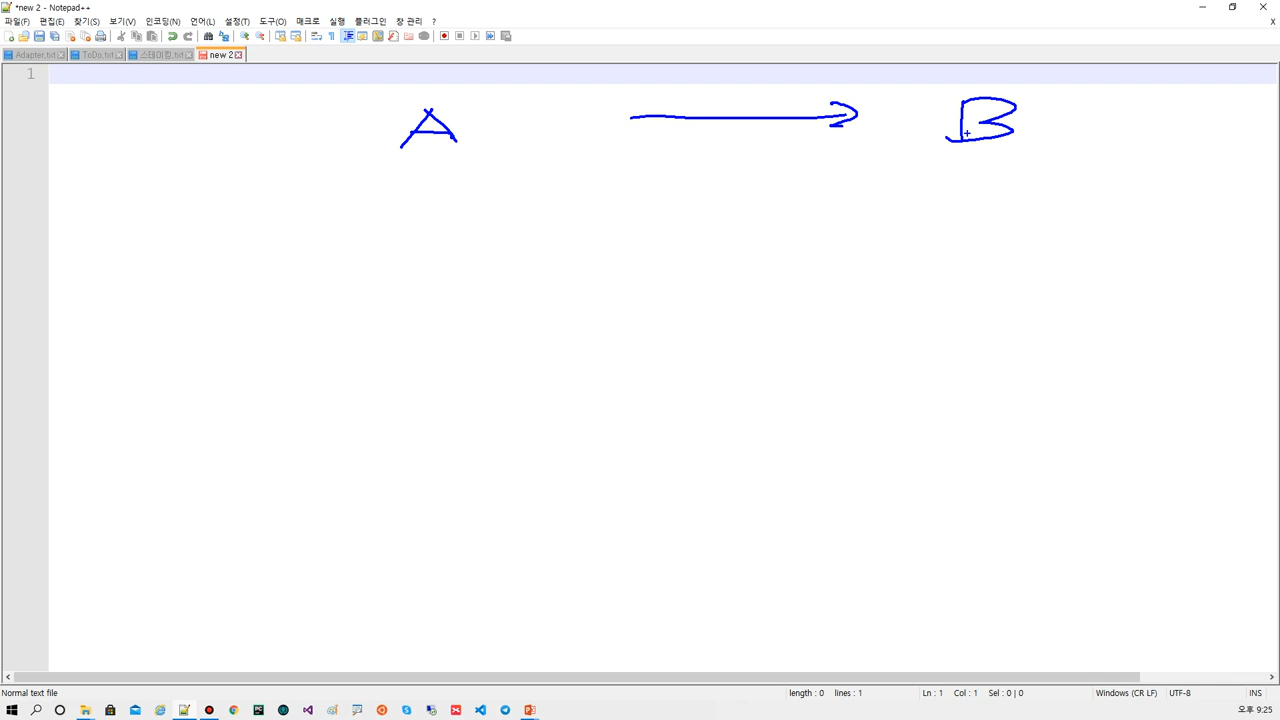 *new 2 - Notepad++
파일(F) 편집(E) 찾기(S) 보기(V) 인코딩(N) 언어(L) 설정(T) 도구(O) 매크로 실행 플러그인 창 관리 ? X
Adapter.txt ToDo.txt 스테이킹.txt new 2
1
A B
Normal text file length : 0 lines : 1 Ln : 1 Col : 1 Sel : 0 | 0 Windows (CR LF) UTF-8 INS
오후 9:25